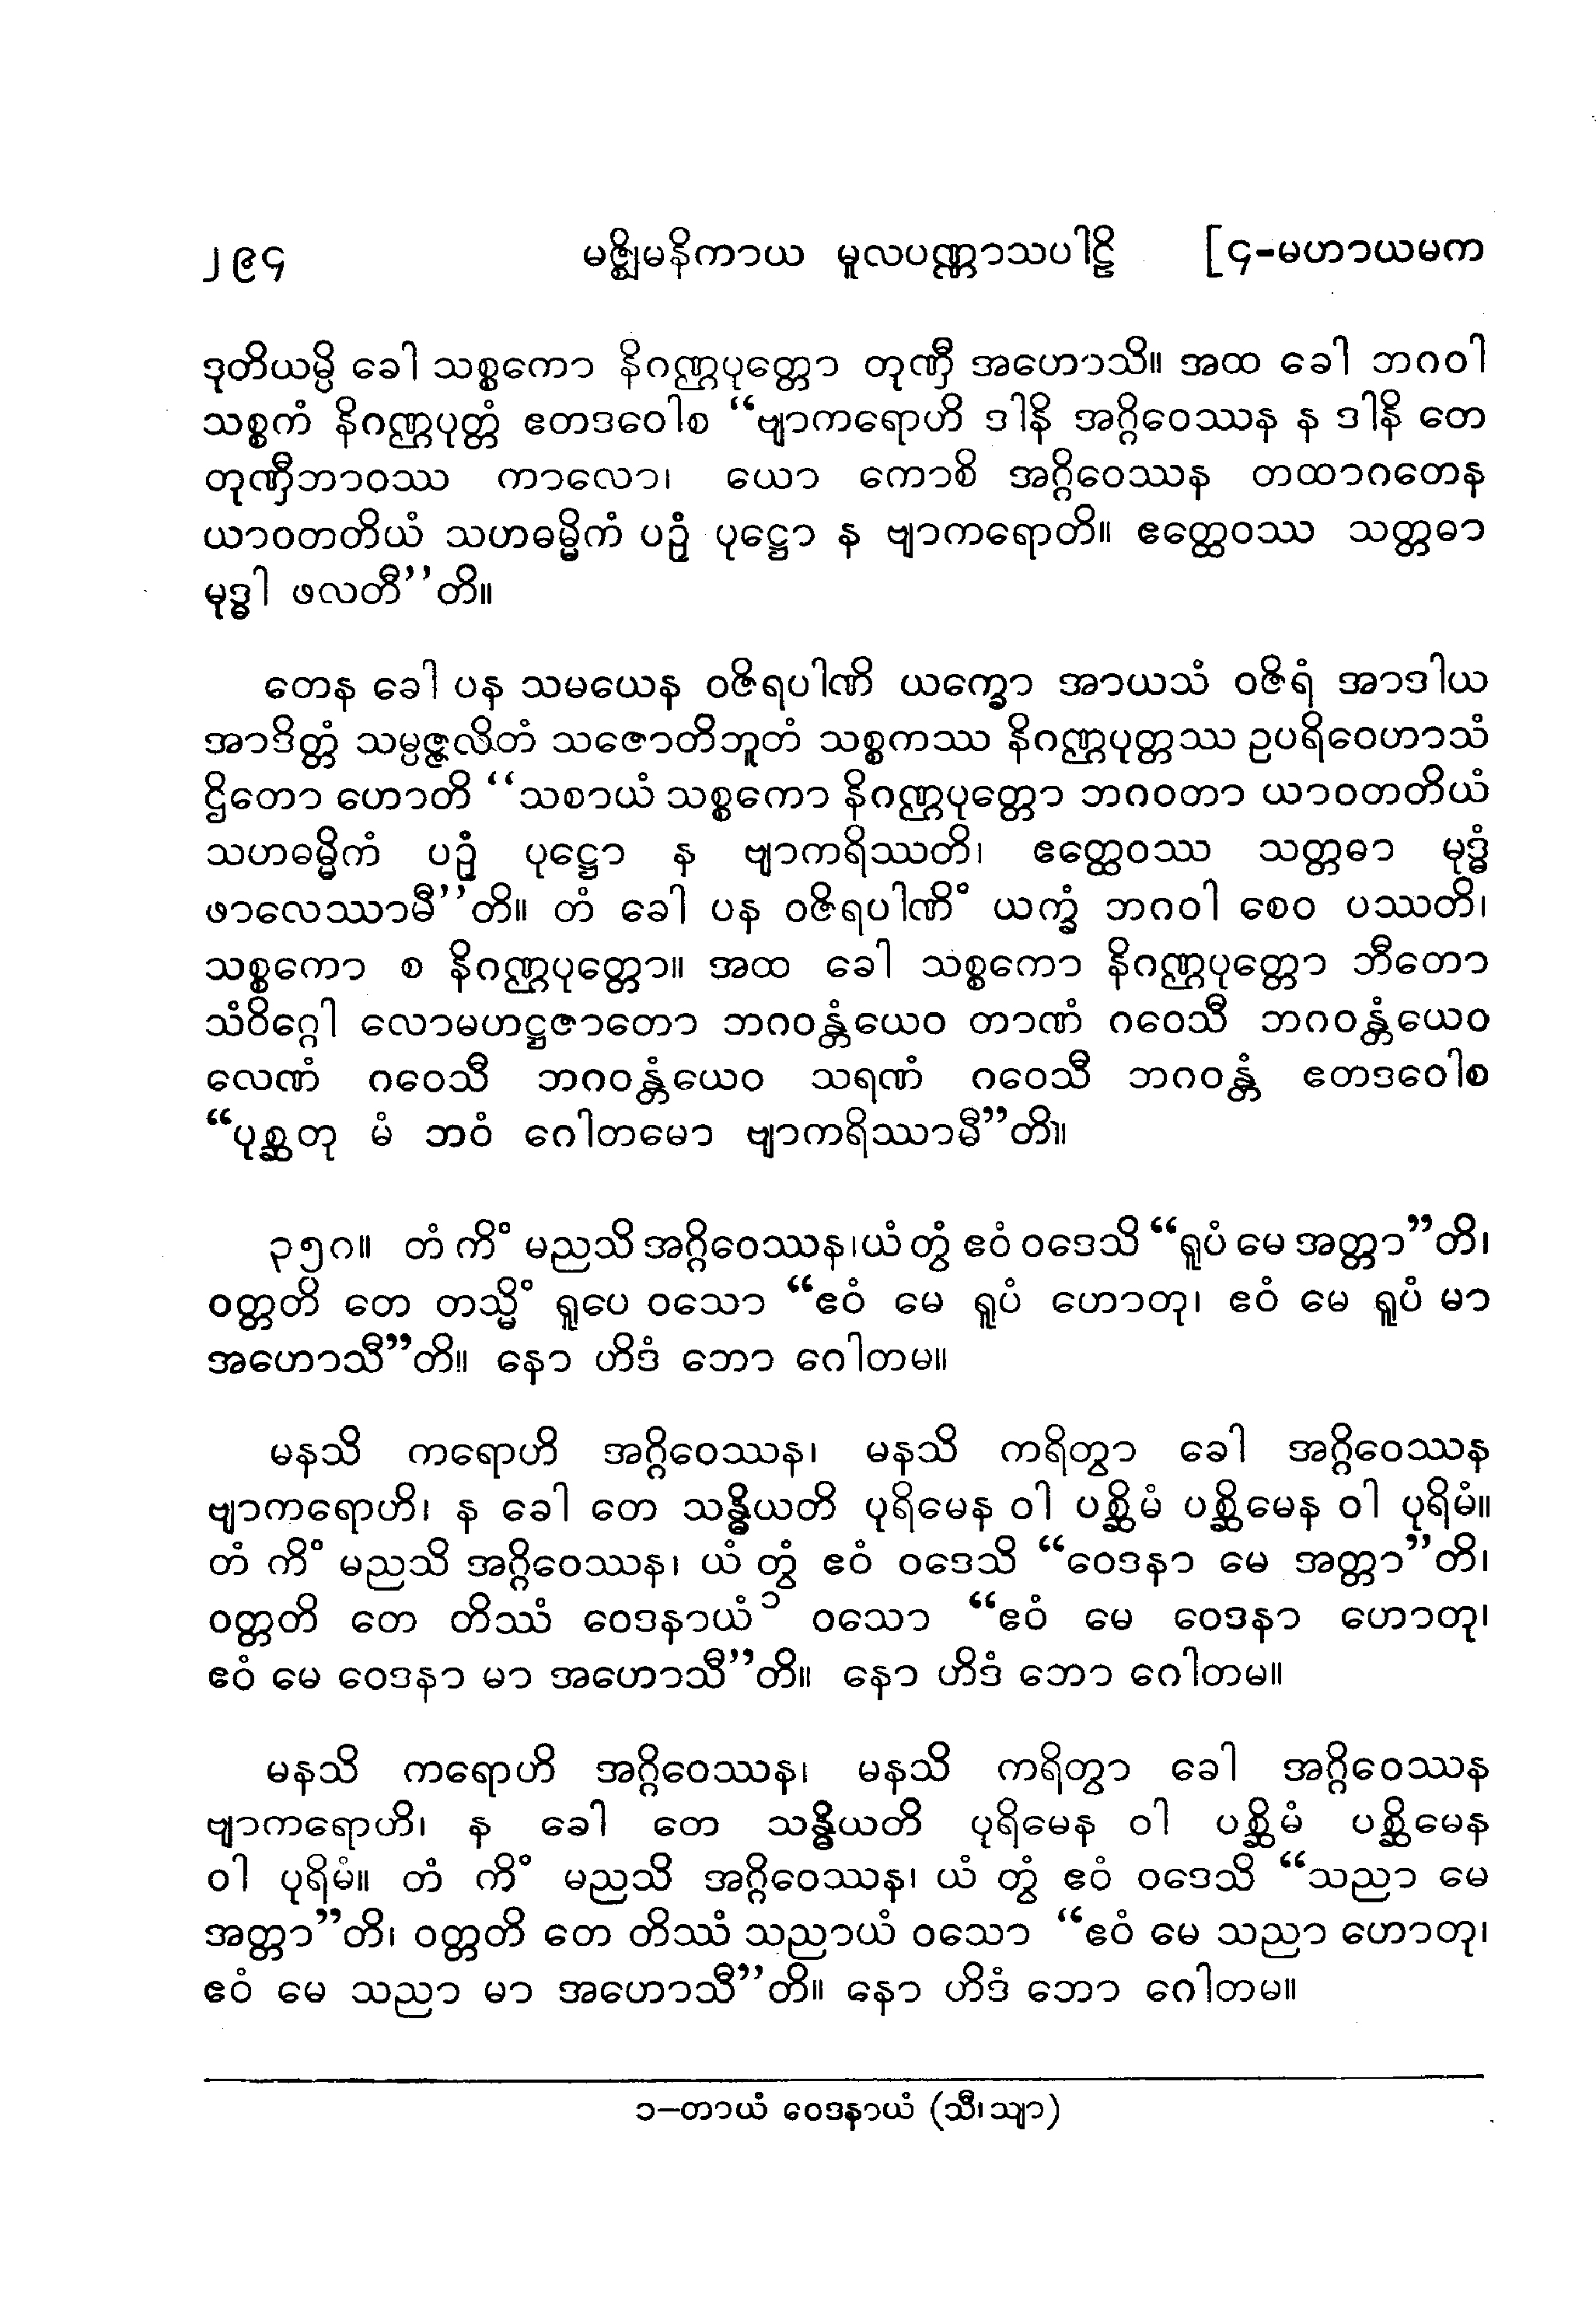 ၂၉၄ မဇ္ဈိမနိကာယ မူလပဏ္ဏာသပါဠိ [၄-မဟာယမက
ဒုတိယမ္ပိ ခေါ သစ္စကော နိဂဏ္ဌပုတ္တော တုဏှီ အဟောသိ။ အထ ခေါ ဘဂဝါ
သစ္စကံ နိဂဏ္ဌပုတ္တံ ဧတဒဝေါစ “ဗျာကရောဟိ ဒါနိ အဂ္ဂိဝေဿန န ဒါနိ တေ
တုဏှီဘာဝဿ ကာလော၊ ယော ကောစိ အဂ္ဂိဝေဿန တထာဂတေန
ယာဝတတိယံ သဟဓမ္မိကံ ပဉှံ ပုဋ္ဌော န ဗျာကရောတိ။ ဧတ္ထေဝဿ သတ္တဓာ
မုဒ္ဓါ ဖလတီ’’တိ။
တေန ခေါ ပန သမယေန ဝဇိရပါဏိ ယက္ခော အာယသံ ဝဇိရံ အာဒါယ
အာဒိတ္တံ သမ္ပဇ္ဇလိတံ သဇောတိဘူတံ သစ္စကဿ နိဂဏ္ဌပုတ္တဿ ဥပရိဝေဟာသံ
ဌိတော ဟောတိ ‘‘သစာယံ သစ္စကော နိဂဏ္ဌပုတ္တော ဘဂဝတာ ယာဝတတိယံ
သဟဓမ္မိကံ ပဉှံ ပုဋ္ဌော န ဗျာကရိဿတိ၊ ဧတ္ထေဝဿ သတ္တဓာ မုဒ္ဓံ
ဖာလေဿာမီ’’တိ။ တံ ခေါ ပန ဝဇိရပါဏိံ ယက္ခံ ဘဂဝါ စေဝ ပဿတိ၊
သစ္စကော စ နိဂဏ္ဌပုတ္တော။ အထ ခေါ သစ္စကော နိဂဏ္ဌပုတ္တော ဘီတော
သံဝိဂ္ဂေါ လောမဟဋ္ဌဇာတော ဘဂဝန္တံယေဝ တာဏံ ဂဝေသီ ဘဂဝန္တံယေဝ
လေဏံ ဂဝေသီ ဘဂဝန္တံယေဝ သရဏံ ဂဝေသီ ဘဂဝန္တံ ဧတဒဝေါစ
“ပုစ္ဆတု မံ ဘဝံ ဂေါတမော ဗျာကရိဿာမီ”တိ။
၃၅၈။ တံ ကိံ မညသိ အဂ္ဂိဝေဿန၊ယံ တွံ ဧဝံ ဝဒေသိ “ရူပံ မေ အတ္တာ”တိ၊
ဝတ္တတိ တေ တသ္မိံ ရူပေ ဝသော “ဧဝံ မေ ရူပံ ဟောတု၊ ဧဝံ မေ ရူပံ မာ
အဟောသီ”တိ။ နော ဟိဒံ ဘော ဂေါတမ။
မနသိ ကရောဟိ အဂ္ဂိဝေဿန၊ မနသိ ကရိတွာ ခေါ အဂ္ဂိဝေဿန
ဗျာကရောဟိ၊ န ခေါ တေ သန္ဓိယတိ ပုရိမေန ဝါ ပစ္ဆိမံ ပစ္ဆိမေန ဝါ ပုရိမံ။
တံ ကိံ မညသိ အဂ္ဂိဝေဿန၊ ယံ တွံ ဧဝံ ဝဒေသိ “ဝေဒနာ မေ အတ္တာ”တိ၊
ဝတ္တတိ တေ တိဿံ ဝေဒနာယံ ၁ ဝသော “ဧဝံ မေ ဝေဒနာ ဟောတု၊
ဧဝံ မေ ဝေဒနာ မာ အဟောသီ”တိ။ နော ဟိဒံ ဘော ဂေါတမ။
မနသိ ကရောဟိ အဂ္ဂိဝေဿန၊ မနသိ ကရိတွာ ခေါ အဂ္ဂိဝေဿန
ဗျာကရောဟိ၊ န ခေါ တေ သန္ဓိယတိ ပုရိမေန ဝါ ပစ္ဆိမံ ပစ္ဆိမေန
ဝါ ပုရိမံ။ တံ ကိံ မညသိ အဂ္ဂိဝေဿန၊ ယံ တွံ ဧဝံ ဝဒေသိ “သညာ မေ
အတ္တာ”တိ၊ ဝတ္တတိ တေ တိဿံ သညာယံ ဝသော “ဧဝံ မေ သညာ ဟောတု၊
ဧဝံ မေ သညာ မာ အဟောသီ”တိ။ နော ဟိဒံ ဘော ဂေါတမ။
၁–တာယံ ဝေဒနာယံ (သီ၊သျာ)